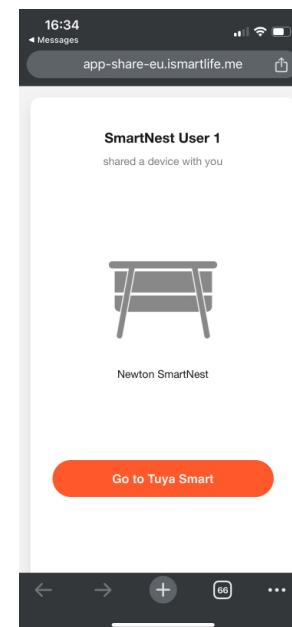 16:34
◀ Messages
app-share-eu.ismartlife.me
SmartNest User 1
shared a device with you
Newton SmartNest
Go to Tuya Smart
66